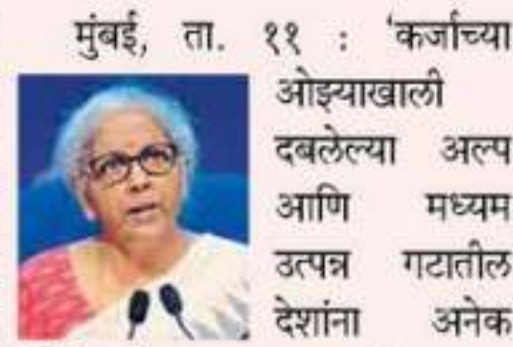 मुंबई, ता. ११ : 'कर्जाच्या
ओझ्याखाली
दबलेल्या अल्प
आणि मध्यम
उत्पन्न गटातील
देशांना अनेक